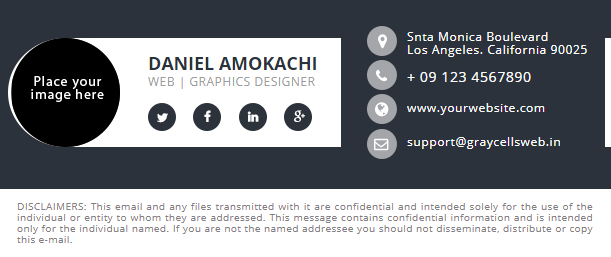 Place your
image here
DANIEL AMOKACHI
WEB | GRAPHICS DESIGNER
Snta Monica Boulevard
Los Angeles. California 90025
+ 09 123 4567890
www.yourwebsite.com
support@graycellsweb.in
DISCLAIMERS: This email and any files transmitted with it are confidential and intended solely for the use of the
individual or entity to whom they are addressed. This message contains confidential information and is intended
only for the individual named. If you are not the named addressee you should not disseminate, distribute or copy
this e-mail.